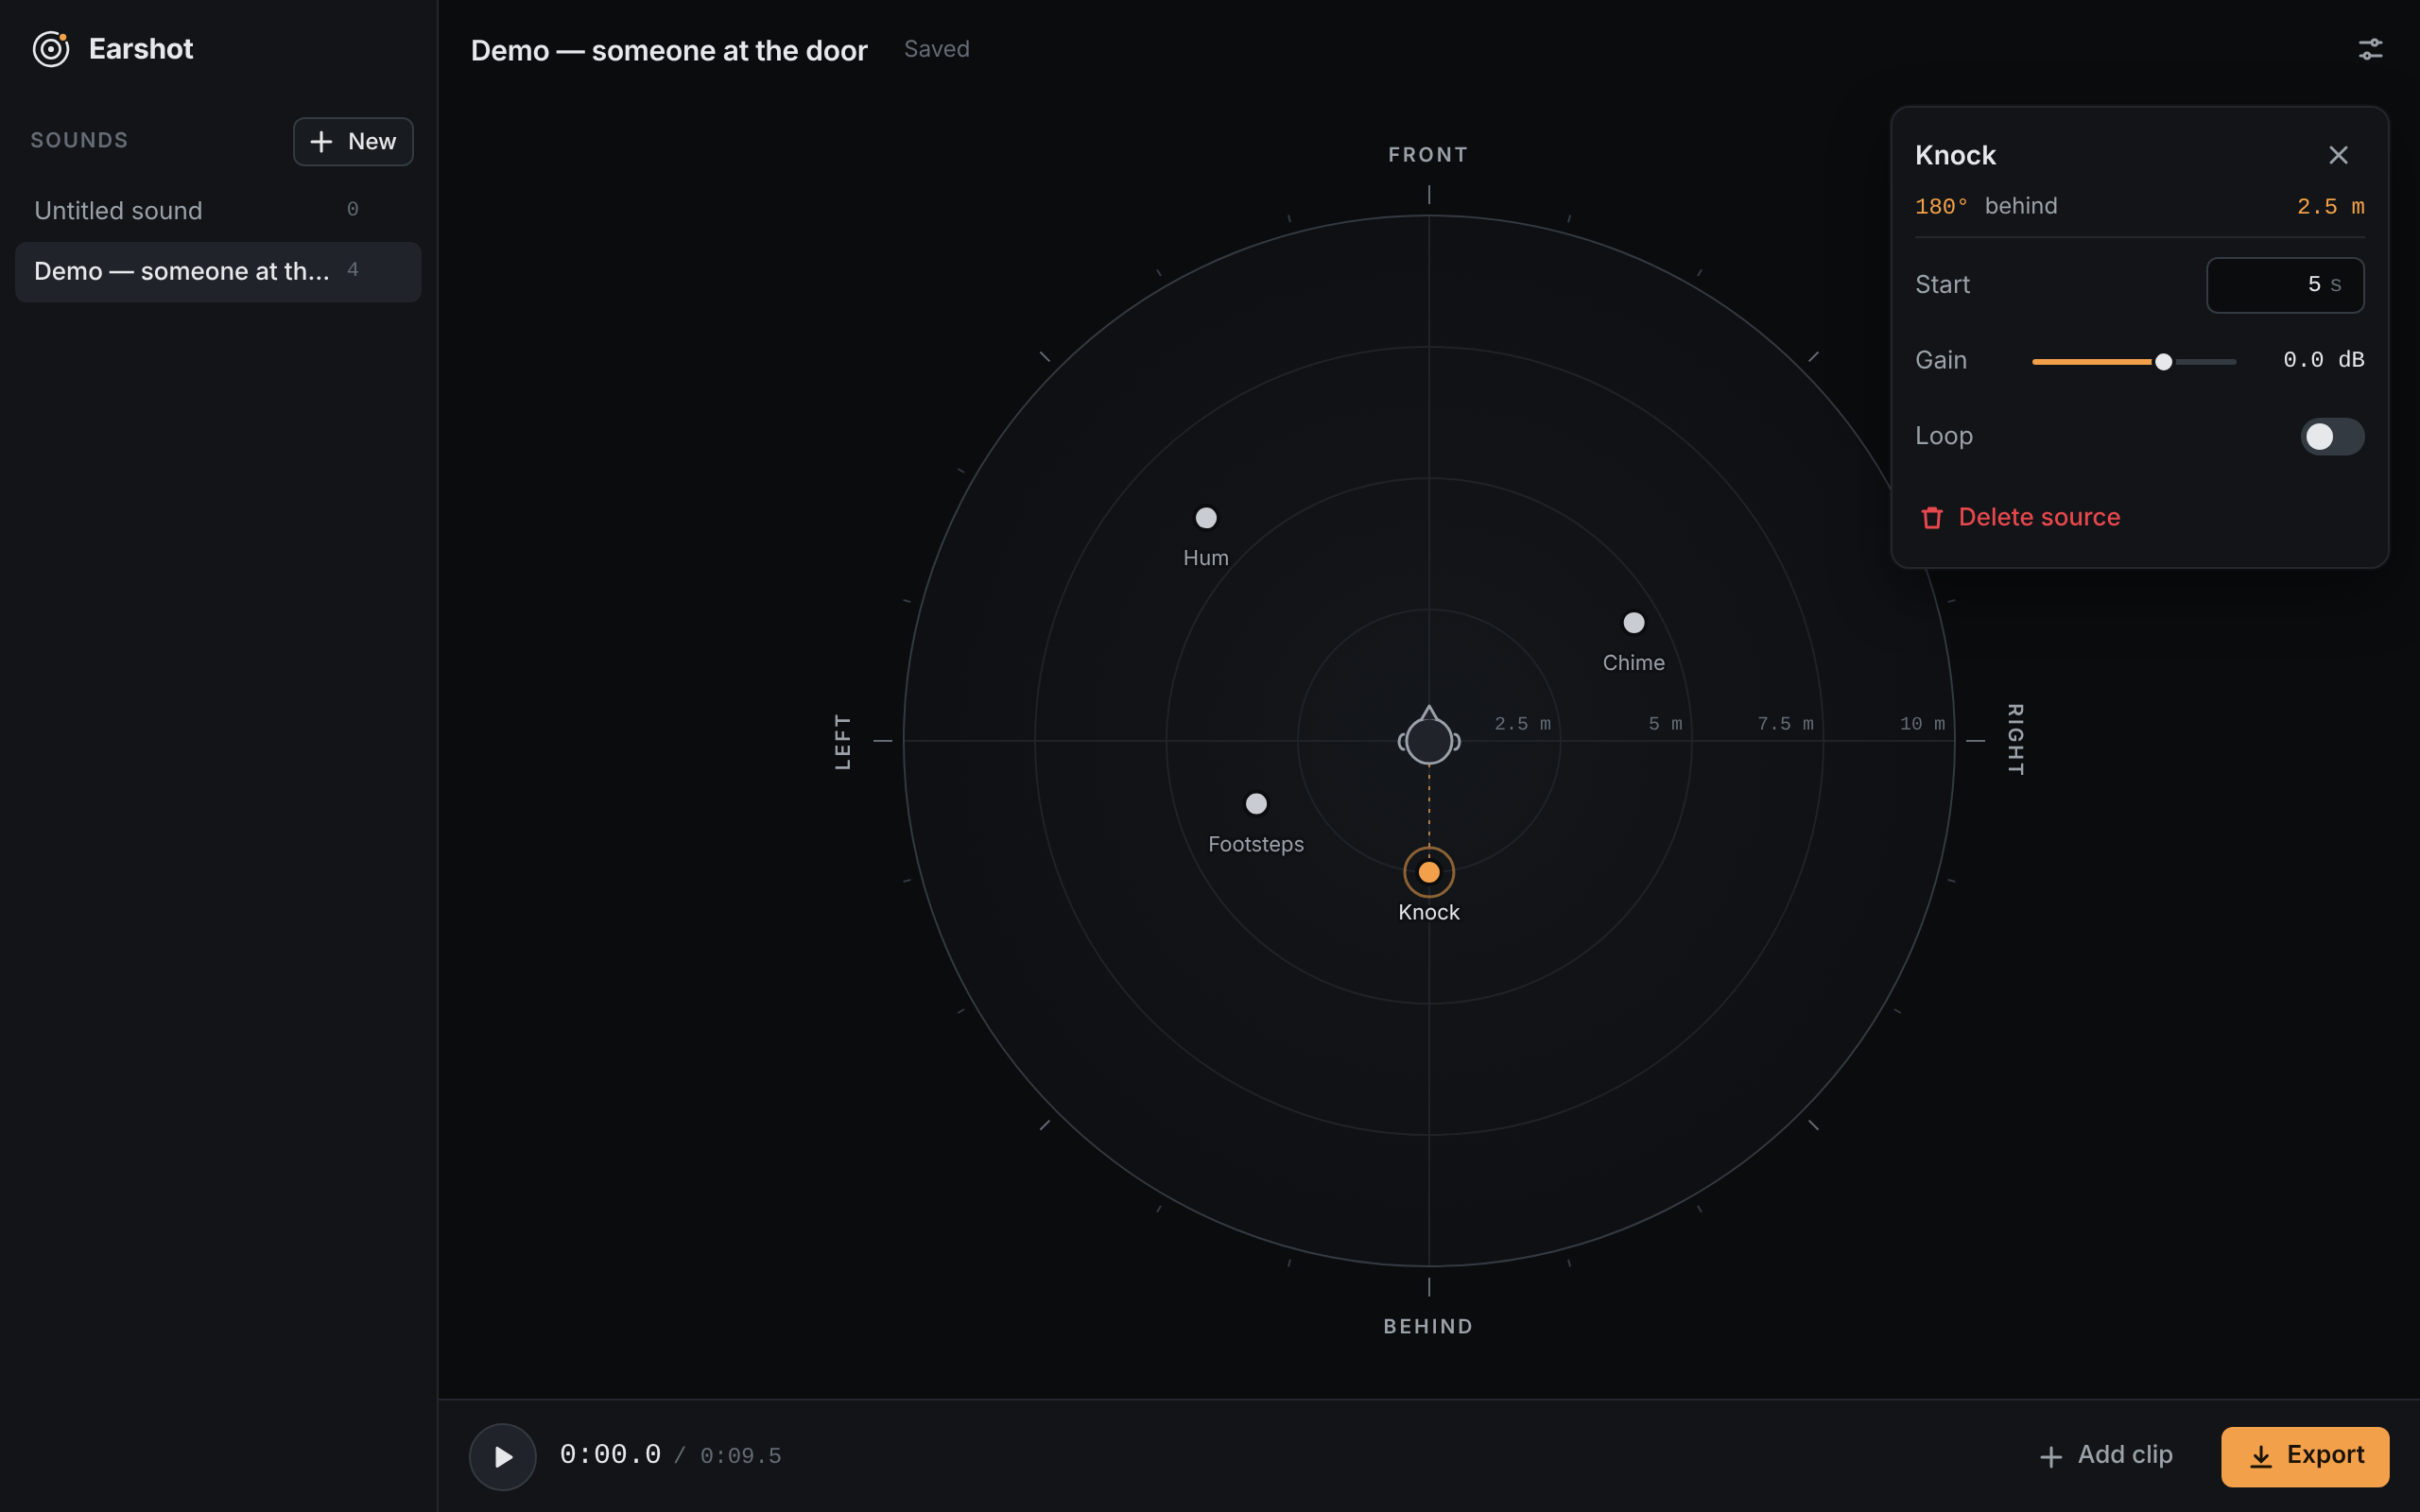 Earshot
SOUNDS
New
Untitled sound 0
Demo — someone at th... 4
Demo — someone at the door Saved
FRONT
Knock
180° behind 2.5 m
Start 5 s
Gain 0.0 dB
Loop
Delete source
Hum
Chime
LEFT
2.5 m 5 m 7.5 m 10 m
RIGHT
Footsteps
Knock
BEHIND
0:00.0 / 0:09.5
Add clip
Export